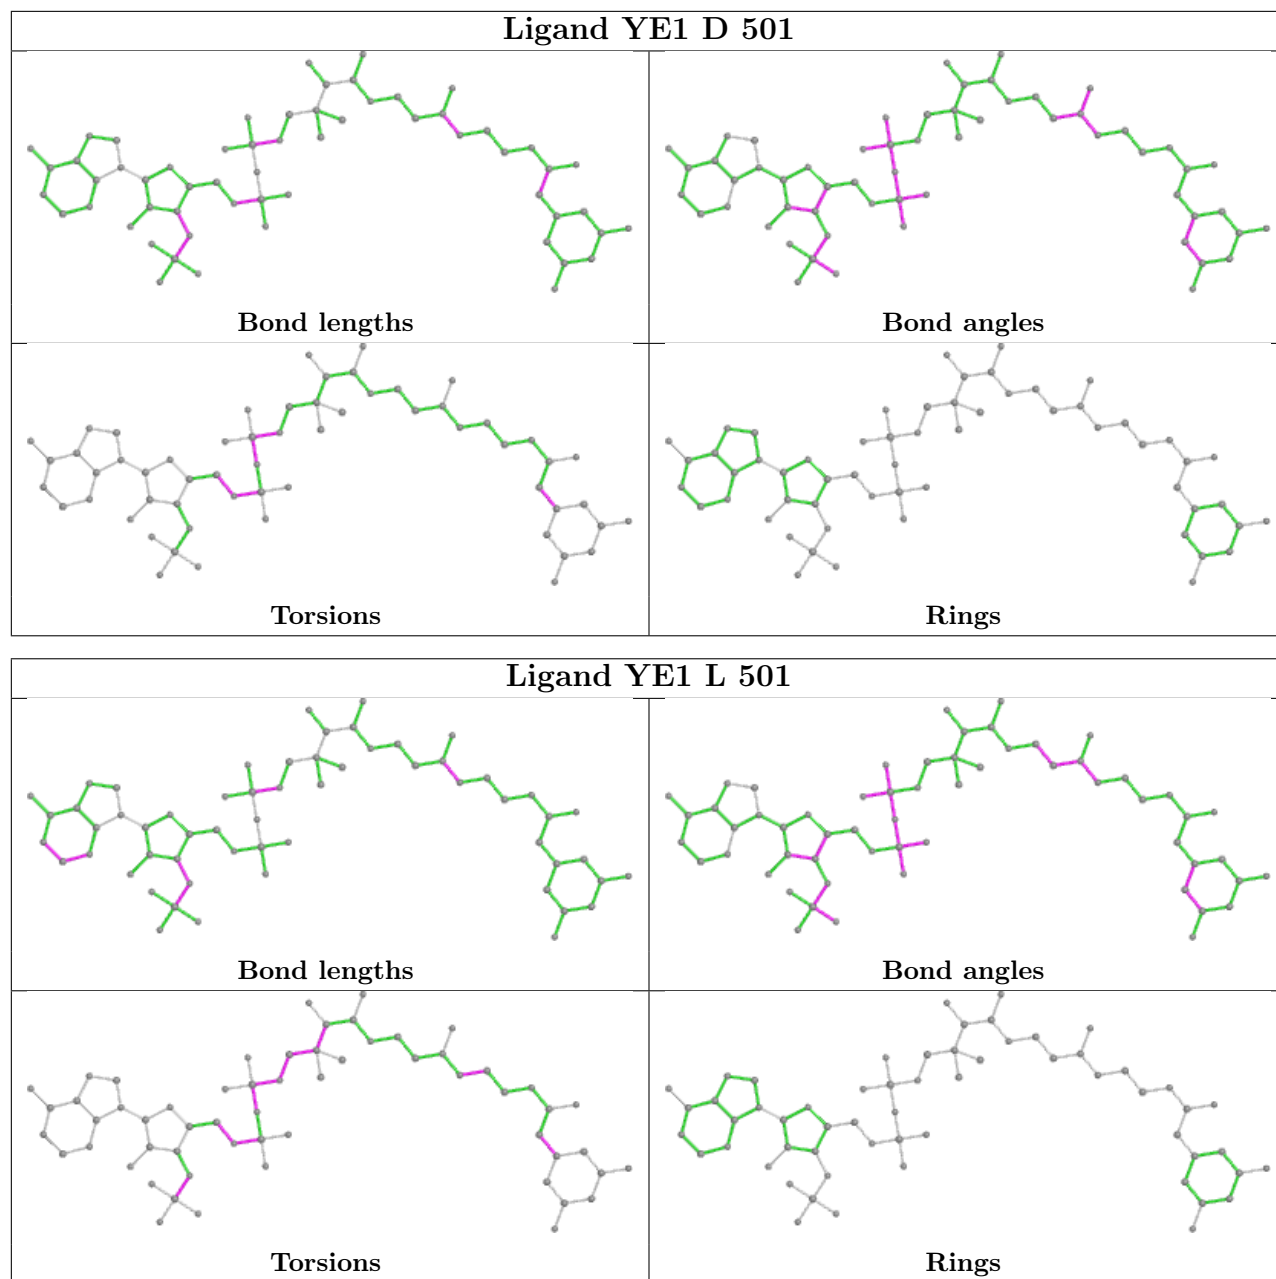 Ligand YE1 D 501
Bond lengths
Bond angles
Torsions
Rings
Ligand YE1 L 501
Bond lengths
Bond angles
Torsions
Rings